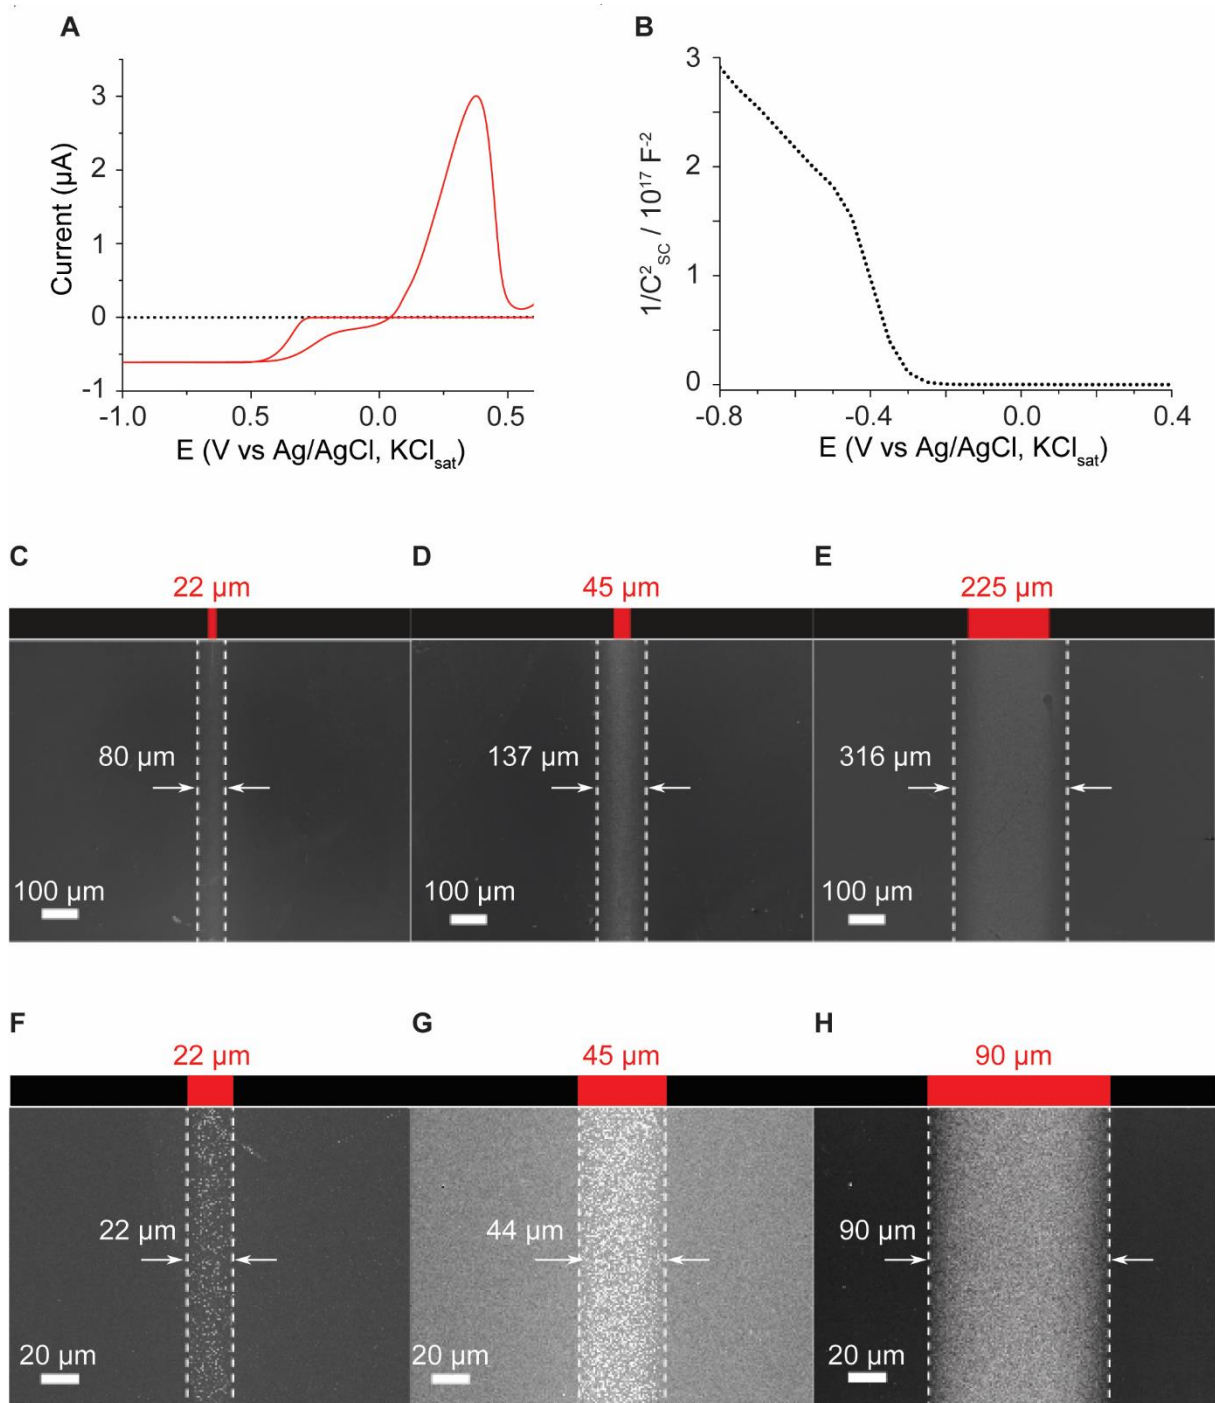 A
Current (µA)
3
2
1
0
-1
-1.0
0.5
0.0
0.5
E (V vs Ag/AgCl, KCl_sat)
B
1/C²_SC / 10¹⁷ F⁻²
3
2
1
0
-0.8
-0.4
0.0
0.4
E (V vs Ag/AgCl, KCl_sat)
C
22 µm
80 µm
100 µm
D
45 µm
137 µm
100 µm
E
225 µm
316 µm
100 µm
F
22 µm
22 µm
20 µm
G
45 µm
44 µm
20 µm
H
90 µm
90 µm
20 µm